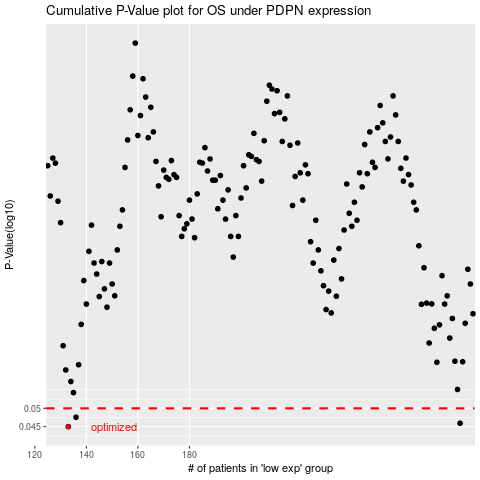 Cumulative P-Value plot for OS under PDPN expression
P-Value(log10)
0.05
0.045
optimized
120 140 160 180
# of patients in 'low exp' group